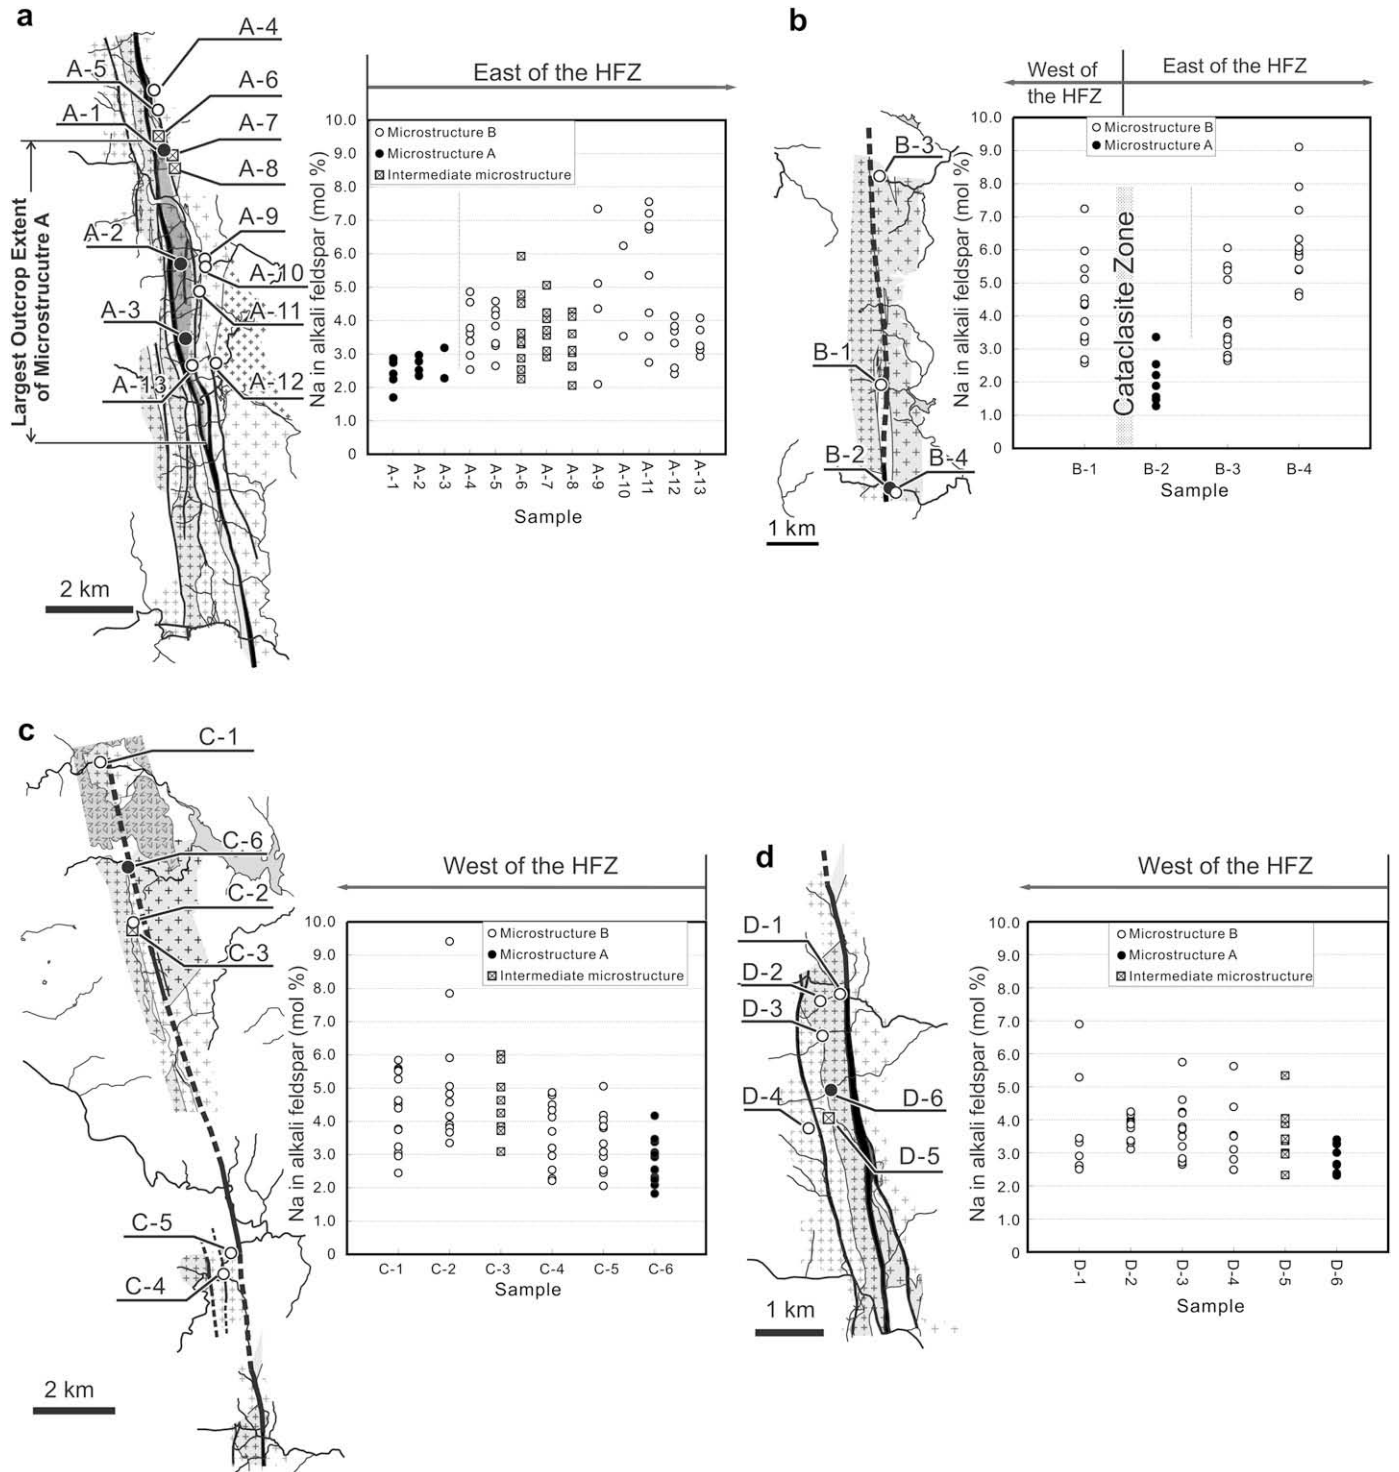 a
A-4
A-5
A-6
A-1
A-7
A-8
A-9
A-2
A-10
A-3
A-11
A-13
A-12
Largest Outcrop Extent
of Microstrucutre A
2 km
East of the HFZ
Microstructure B
Microstructure A
Intermediate microstructure
Na in alkali feldspar (mol %)
10.0
9.0
8.0
7.0
6.0
5.0
4.0
3.0
2.0
1.0
0
A-1
A-2
A-3
A-4
A-5
A-6
A-7
A-8
A-9
A-10
A-11
A-12
A-13
Sample
b
B-3
B-1
B-2
B-4
1 km
West of
the HFZ
East of the HFZ
Microstructure B
Microstructure A
Cataclasite Zone
Na in alkali feldspar (mol %)
10.0
9.0
8.0
7.0
6.0
5.0
4.0
3.0
2.0
1.0
0
B-1
B-2
B-3
B-4
Sample
c
C-1
C-6
C-2
C-3
C-5
C-4
2 km
West of the HFZ
Microstructure B
Microstructure A
Intermediate microstructure
Na in alkali feldspar (mol %)
10.0
9.0
8.0
7.0
6.0
5.0
4.0
3.0
2.0
1.0
0
C-1
C-2
C-3
C-4
C-5
C-6
Sample
d
D-1
D-2
D-3
D-4
D-6
D-5
1 km
West of the HFZ
Microstructure B
Microstructure A
Intermediate microstructure
Na in alkali feldspar (mol %)
10.0
9.0
8.0
7.0
6.0
5.0
4.0
3.0
2.0
1.0
0
D-1
D-2
D-3
D-4
D-5
D-6
Sample